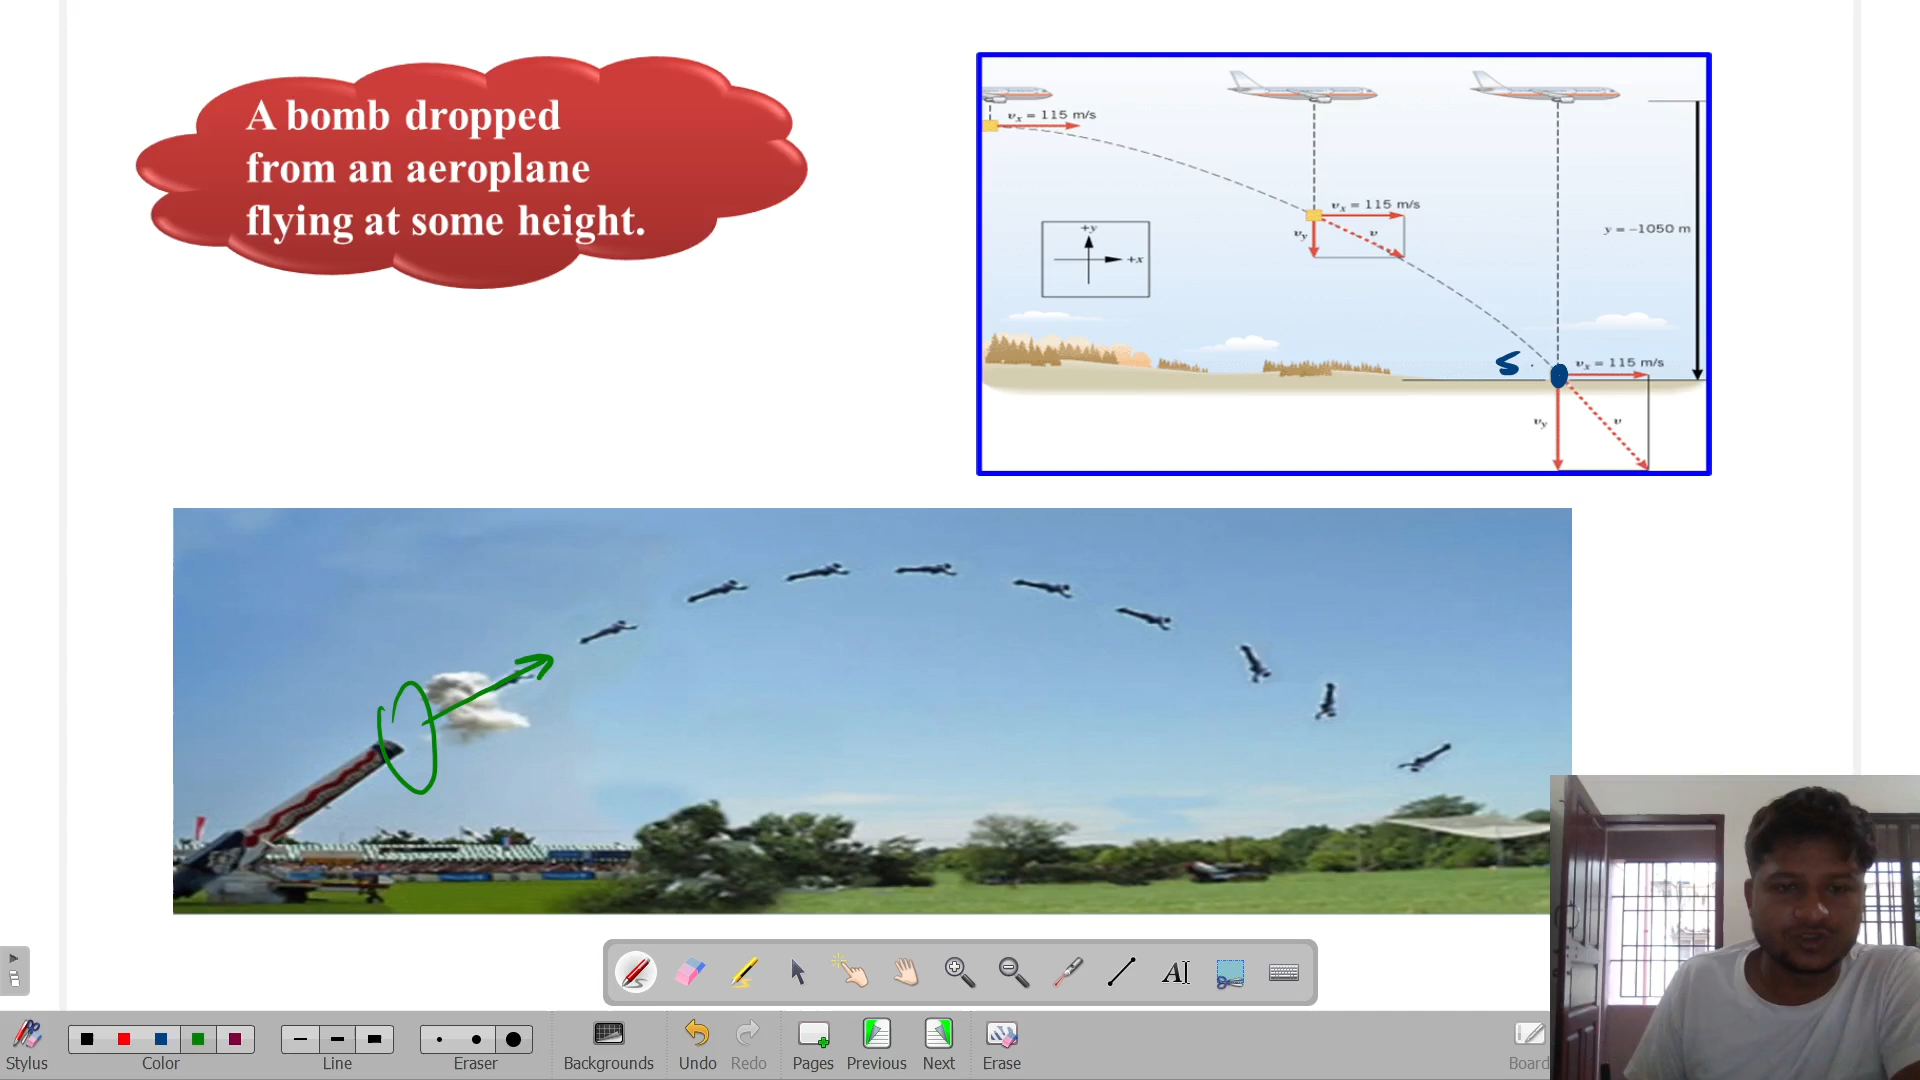 A bomb dropped
from an aeroplane
flying at some height.
vx = 115 m/s
vx = 115 m/s
vy
v
y = −1050 m
+y
+x
S
vx = 115 m/s
vy
v
Stylus
Color
Line
Eraser
Backgrounds
Undo
Redo
Pages
Previous
Next
Erase
Board